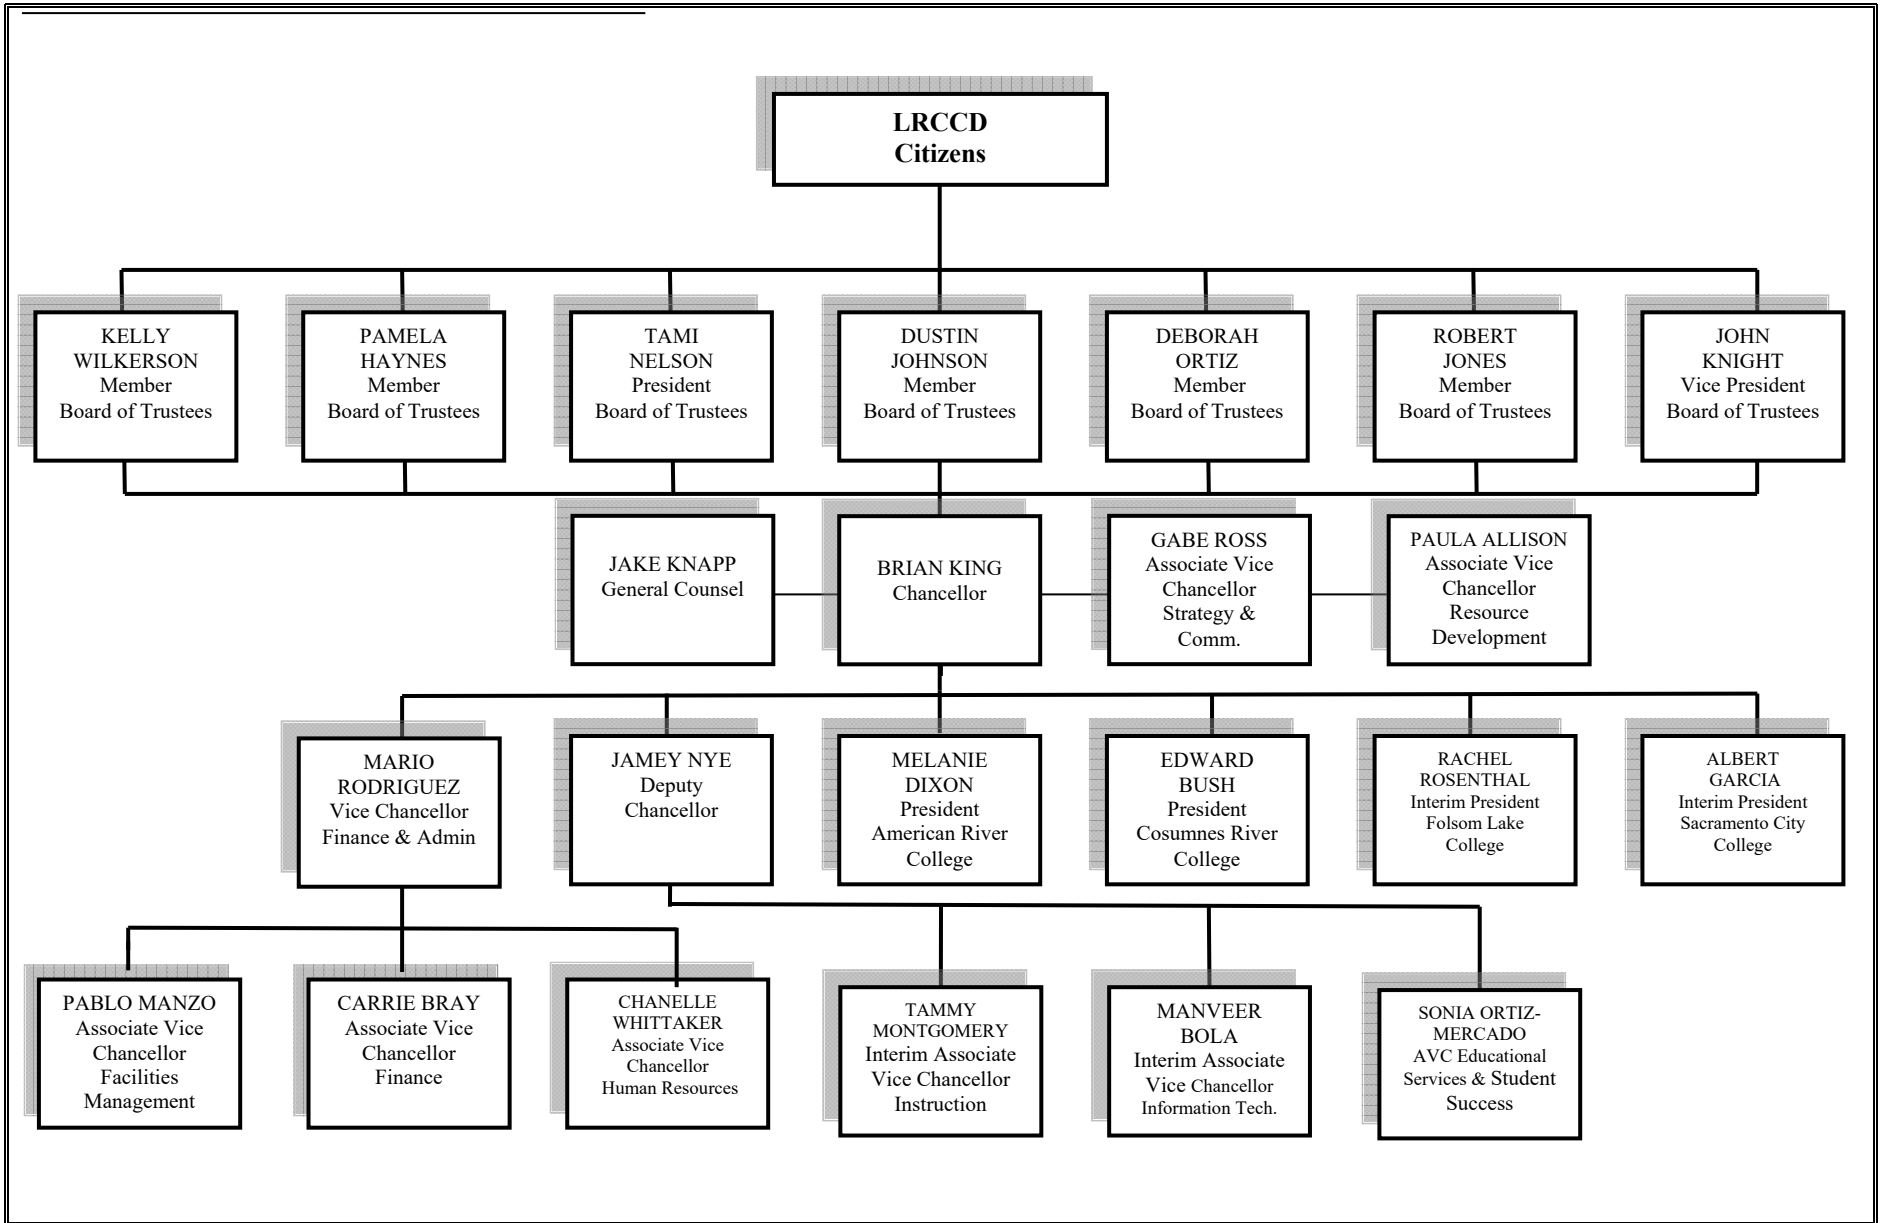 LRCCD
Citizens
KELLY
WILKERSON
Member
Board of Trustees
PAMELA
HAYNES
Member
Board of Trustees
TAMI
NELSON
President
Board of Trustees
DUSTIN
JOHNSON
Member
Board of Trustees
DEBORAH
ORTIZ
Member
Board of Trustees
ROBERT
JONES
Member
Board of Trustees
JOHN
KNIGHT
Vice President
Board of Trustees
JAKE KNAPP
General Counsel
BRIAN KING
Chancellor
GABE ROSS
Associate Vice
Chancellor
Strategy &
Comm.
PAULA ALLISON
Associate Vice
Chancellor
Resource
Development
MARIO
RODRIGUEZ
Vice Chancellor
Finance & Admin
JAMEY NYE
Deputy
Chancellor
MELANIE
DIXON
President
American River
College
EDWARD
BUSH
President
Cosumnes River
College
RACHEL
ROSENTHAL
Interim President
Folsom Lake
College
ALBERT
GARCIA
Interim President
Sacramento City
College
PABLO MANZO
Associate Vice
Chancellor
Facilities
Management
CARRIE BRAY
Associate Vice
Chancellor
Finance
CHANELLE
WHITTAKER
Associate Vice
Chancellor
Human Resources
TAMMY
MONTGOMERY
Interim Associate
Vice Chancellor
Instruction
MANVEER
BOLA
Interim Associate
Vice Chancellor
Information Tech.
SONIA ORTIZ-
MERCADO
AVC Educational
Services & Student
Success